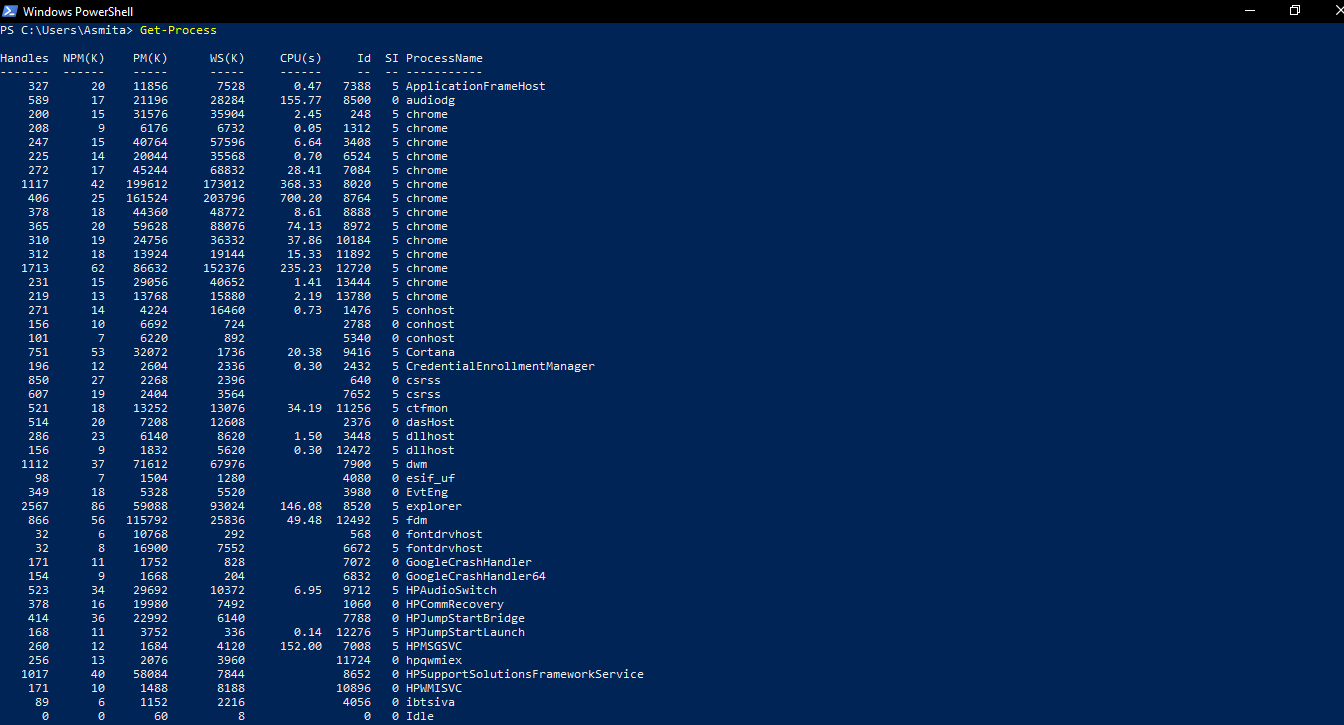 Windows PowerShell
PS C:\Users\Asmita> Get-Process
Handles NPM(K) PM(K) WS(K) CPU(s) Id SI ProcessName
------- ------ ----- ----- ------ -- -- -----------
327 20 11856 7528 0.47 7388 5 ApplicationFrameHost
589 17 21196 28284 155.77 8500 0 audiodg
200 15 31576 35904 2.45 248 5 chrome
208 9 6176 6732 0.05 1312 5 chrome
247 15 40764 57596 6.64 3408 5 chrome
225 14 20044 35568 0.70 6524 5 chrome
272 17 45244 68832 28.41 7084 5 chrome
1117 42 199612 173012 368.33 8020 5 chrome
406 25 161524 203796 700.20 8764 5 chrome
378 18 44360 48772 8.61 8888 5 chrome
365 20 59628 88076 74.13 8972 5 chrome
310 19 24756 36332 37.86 10184 5 chrome
312 18 13924 19144 15.33 11892 5 chrome
1713 62 86632 152376 235.23 12720 5 chrome
231 15 29056 40652 1.41 13444 5 chrome
219 13 13768 15880 2.19 13780 5 chrome
271 14 4224 16460 0.73 1476 5 conhost
156 10 6692 724 2788 0 conhost
101 7 6220 892 5340 0 conhost
751 53 32072 1736 20.38 9416 5 Cortana
196 12 2604 2336 0.30 2432 5 CredentialEnrollmentManager
850 27 2268 2396 640 0 csrss
607 19 2404 3564 7652 5 csrss
521 18 13252 13076 34.19 11256 5 ctfmon
514 20 7208 12608 2376 0 dasHost
286 23 6140 8620 1.50 3448 5 dllhost
156 9 1832 5620 0.30 12472 5 dllhost
1112 37 71612 67976 7900 5 dwm
98 7 1504 1280 4080 0 esif_uf
349 18 5328 5520 3980 0 EvtEng
2567 86 59088 93024 146.08 8520 5 explorer
866 56 115792 25836 49.48 12492 5 fdm
32 6 10768 292 568 0 fontdrvhost
32 8 16900 7552 6672 5 fontdrvhost
171 11 1752 828 7072 0 GoogleCrashHandler
154 9 1668 204 6832 0 GoogleCrashHandler64
523 34 29692 10372 6.95 9712 5 HPAudioSwitch
378 16 19980 7492 1060 0 HPCommRecovery
414 36 22992 6140 7788 0 HPJumpStartBridge
168 11 3752 336 0.14 12276 5 HPJumpStartLaunch
260 12 1684 4120 152.00 7008 5 HPMSGSVC
256 13 2076 3960 11724 0 hpqwmiex
1017 40 58084 7844 8652 0 HPSupportSolutionsFrameworkService
171 10 1488 8188 10896 0 HPWMISVC
89 6 1152 2216 4056 0 ibtsiva
0 0 60 8 0 0 Idle